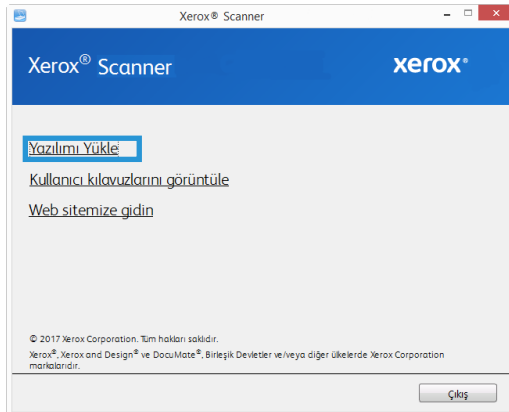 Xerox® Scanner
Xerox® Scanner
xerox®
Yazılımı Yükle
Kullanıcı kılavuzlarını görüntüle
Web sitemize gidin
© 2017 Xerox Corporation. Tüm hakları saklıdır.
Xerox®, Xerox and Design® ve DocuMate®, Birleşik Devletler ve/veya diğer ülkelerde Xerox Corporation
markalarıdır.
Çıkış